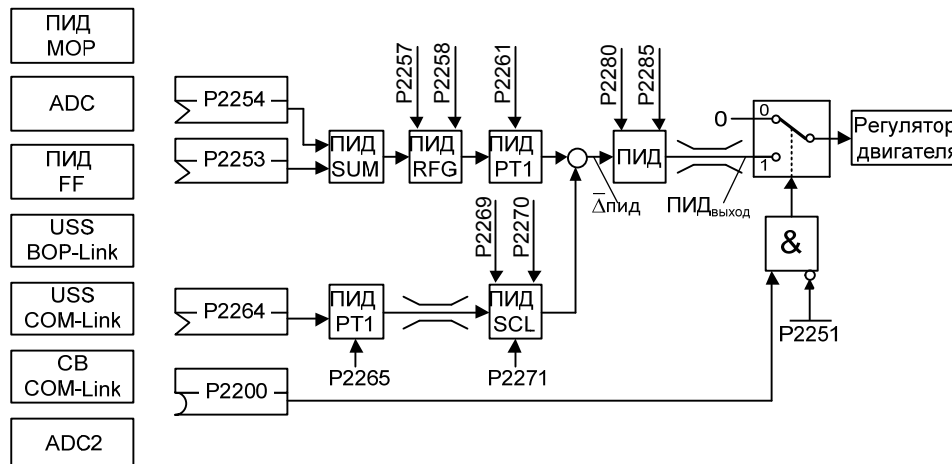 ПИД
MOP
ADC
ПИД
FF
USS
BOP-Link
USS
COM-Link
CB
COM-Link
ADC2
P2254
P2253
P2264
P2200
ПИД
SUM
P2257
P2258
ПИД
RFG
P2261
ПИД
PT1
Δпид
P2280
P2285
ПИД
ПИДвыход
0
0
1
Регулятор
двигателя
&
P2251
ПИД
PT1
P2265
P2269
P2270
ПИД
SCL
P2271